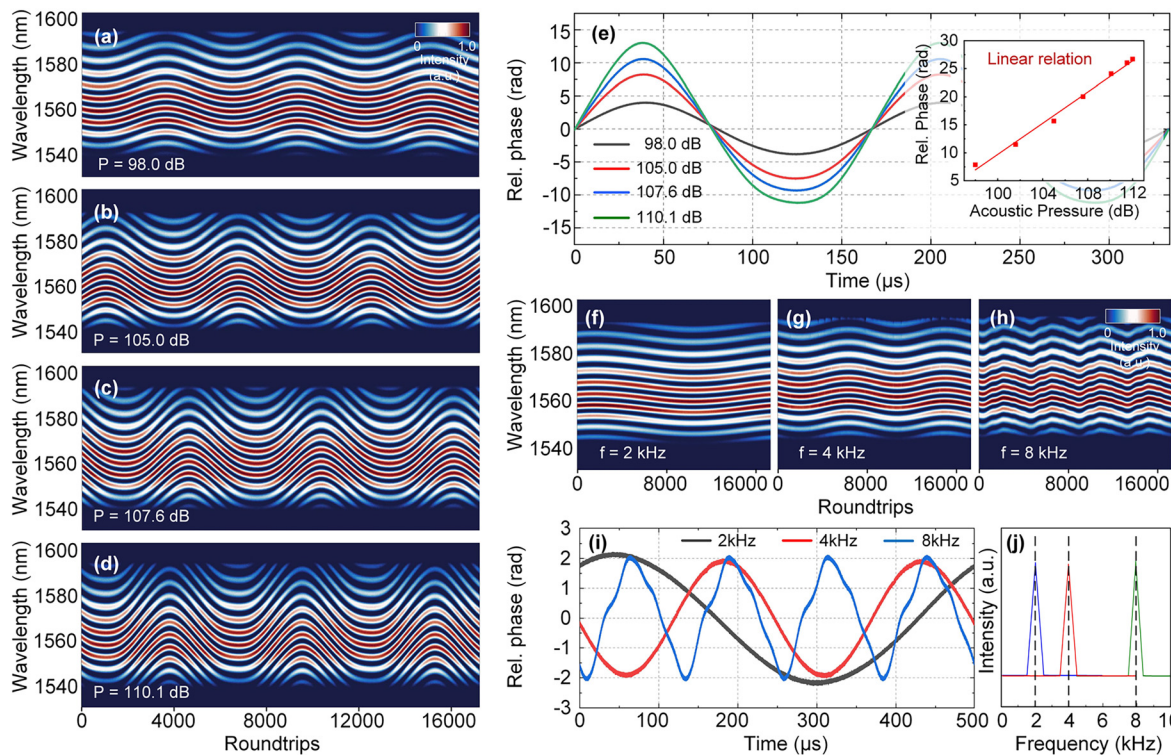 1600
1580
1560
1540
Wavelength (nm)
(a)
0 1.0
Intensity
(a.u.)
P = 98.0 dB
1600
1580
1560
1540
Wavelength (nm)
(b)
P = 105.0 dB
1600
1580
1560
1540
Wavelength (nm)
(c)
P = 107.6 dB
1600
1580
1560
1540
Wavelength (nm)
(d)
P = 110.1 dB
0 4000 8000 12000 16000
Roundtrips
(e)
15
10
5
0
-5
-10
-15
Rel. phase (rad)
98.0 dB
105.0 dB
107.6 dB
110.1 dB
0 50 100 150 200 250 300
Time (µs)
30
25
20
15
10
5
Rel. Phase (rad)
Linear relation
100 104 108 112
Acoustic Pressure (dB)
1600
1580
1560
1540
Wavelength (nm)
(f)
f = 2 kHz
(g)
f = 4 kHz
(h)
0 1.0
Intensity
(a.u.)
f = 8 kHz
0 8000 0 8000 16000 0 8000 16000
Roundtrips
3
2
1
0
-1
-2
-3
Rel. phase (rad)
(i)
2kHz 4kHz 8kHz
0 100 200 300 400 500
Time (µs)
(j)
Intensity (a.u.)
0 2 4 6 8 10
Frequency (kHz)